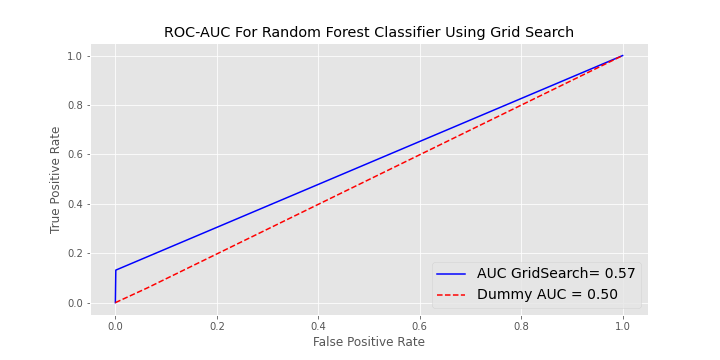 ROC-AUC For Random Forest Classifier Using Grid Search
True Positive Rate
1.0
0.8
0.6
0.4
0.2
0.0
AUC GridSearch= 0.57
Dummy AUC = 0.50
0.0 0.2 0.4 0.6 0.8 1.0
False Positive Rate